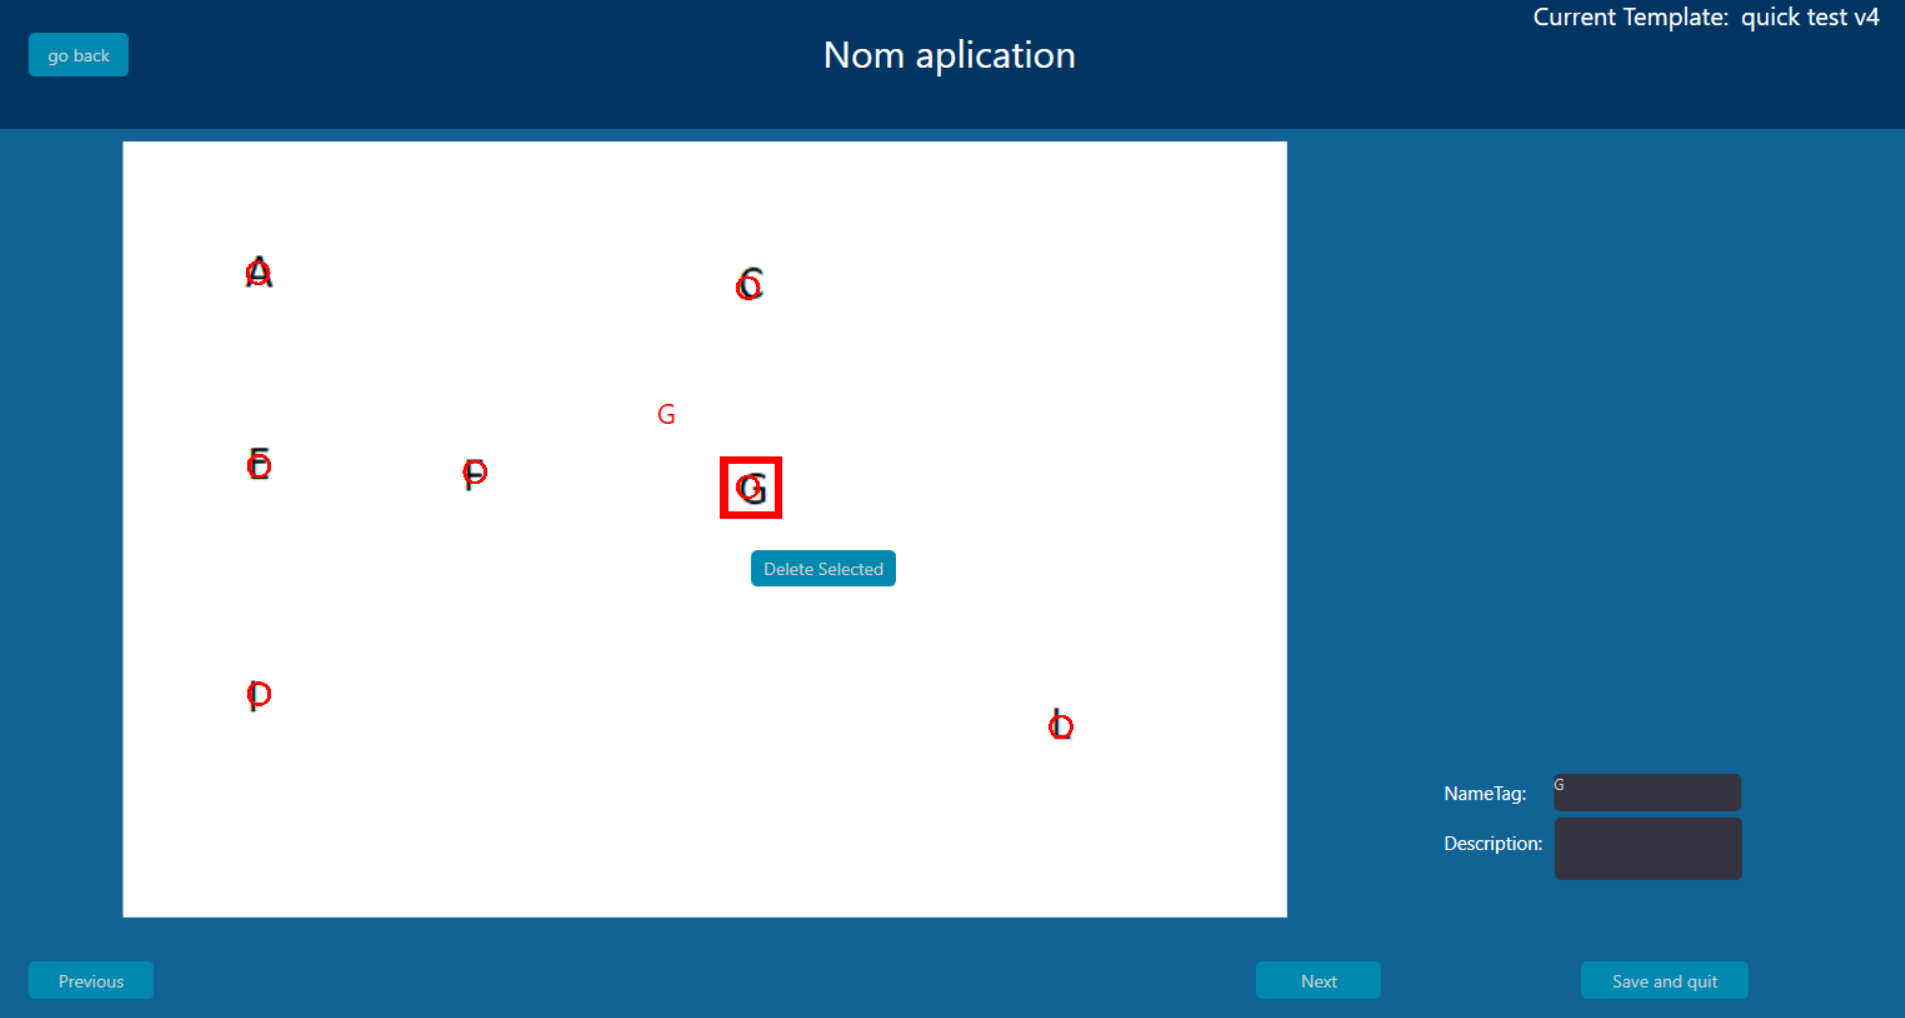 Current Template: quick test v4
go back
Nom aplication
A
C
G
E
F
G
Delete Selected
I
L
NameTag: G
Description:
Previous
Next
Save and quit